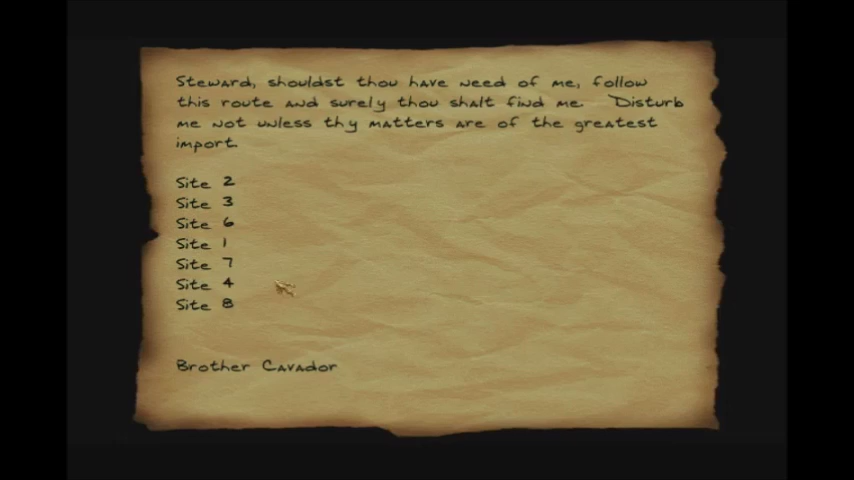 Steward, shouldst thou have need of me, follow
this route and surely thou shalt find me. Disturb
me not unless thy matters are of the greatest
import.
Site 2
Site 3
Site 6
Site 1
Site 7
Site 4
Site 8
Brother Cavador